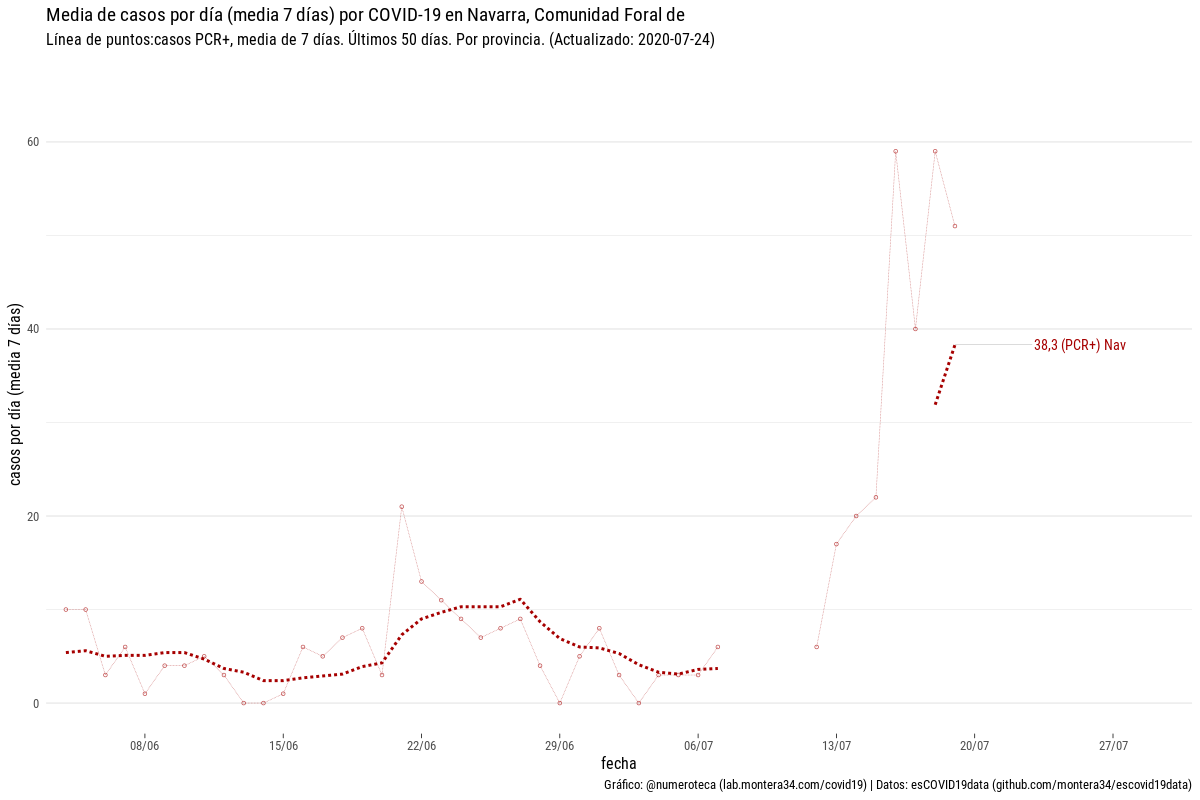 Media de casos por día (media 7 días) por COVID-19 en Navarra, Comunidad Foral de
Línea de puntos:casos PCR+, media de 7 días. Últimos 50 días. Por provincia. (Actualizado: 2020-07-24)
60
40
20
0
casos por día (media 7 días)
38,3 (PCR+) Nav
08/06
15/06
22/06
29/06
06/07
13/07
20/07
27/07
fecha
Gráfico: @numeroteca (lab.montera34.com/covid19) | Datos: esCOVID19data (github.com/montera34/escovid19data)